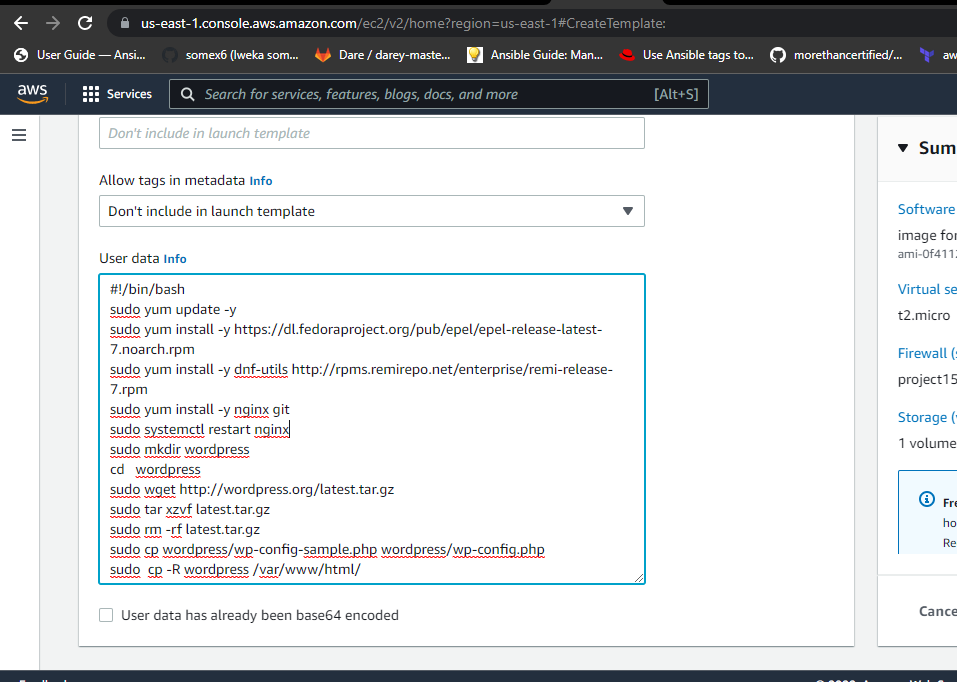 us-east-1.console.aws.amazon.com/ec2/v2/home?region=us-east-1#CreateTemplate:
User Guide — Ansi...
somex6 (Iweka som...
Dare / darey-maste...
Ansible Guide: Man...
Use Ansible tags to...
morethancertified/...
aw
aws
Services
Search for services, features, blogs, docs, and more
[Alt+S]
Don't include in launch template
Allow tags in metadata Info
Don't include in launch template
User data Info
#!/bin/bash
sudo yum update -y
sudo yum install -y https://dl.fedoraproject.org/pub/epel/epel-release-latest-
7.noarch.rpm
sudo yum install -y dnf-utils http://rpms.remirepo.net/enterprise/remi-release-
7.rpm
sudo yum install -y nginx git
sudo systemctl restart nginx
sudo mkdir wordpress
cd   wordpress
sudo wget http://wordpress.org/latest.tar.gz
sudo tar xzvf latest.tar.gz
sudo rm -rf latest.tar.gz
sudo cp wordpress/wp-config-sample.php wordpress/wp-config.php
sudo  cp -R wordpress /var/www/html/
User data has already been base64 encoded
Sum
Software
image for
ami-0f411
Virtual se
t2.micro
Firewall (s
project15
Storage (v
1 volume
Fre
ho
Re
Cance